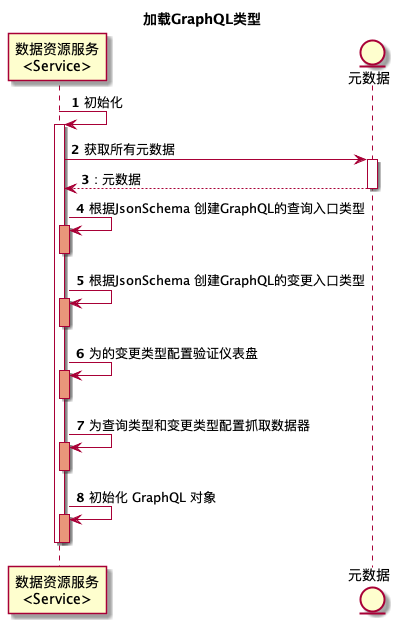 加载GraphQL类型
数据资源服务
<Service>
元数据
1 初始化
2 获取所有元数据
3 : 元数据
4 根据JsonSchema 创建GraphQL的查询入口类型
5 根据JsonSchema 创建GraphQL的变更入口类型
6 为的变更类型配置验证仪表盘
7 为查询类型和变更类型配置抓取数据器
8 初始化 GraphQL 对象
数据资源服务
<Service>
元数据